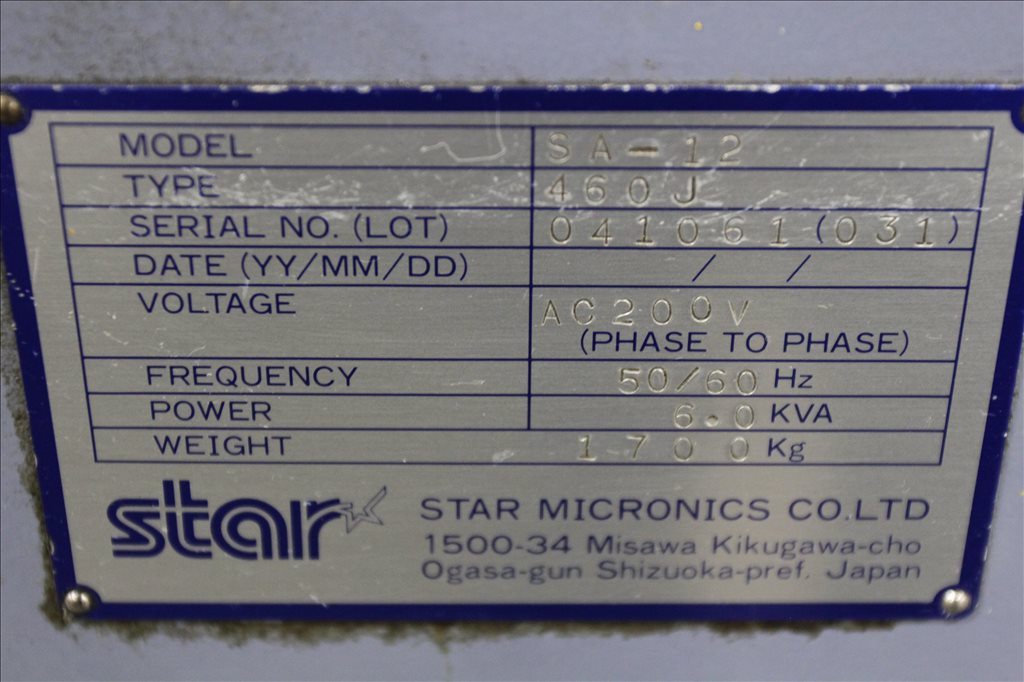 MODEL SA-12
TYPE 460J
SERIAL NO. (LOT) 041061(031)
DATE (YY/MM/DD) / /
VOLTAGE AC200V
(PHASE TO PHASE)
FREQUENCY 50/60 Hz
POWER 6.0 KVA
WEIGHT 1700 Kg
star STAR MICRONICS CO.LTD
1500-34 Misawa Kikugawa-cho
Ogasa-gun Shizuoka-pref. Japan